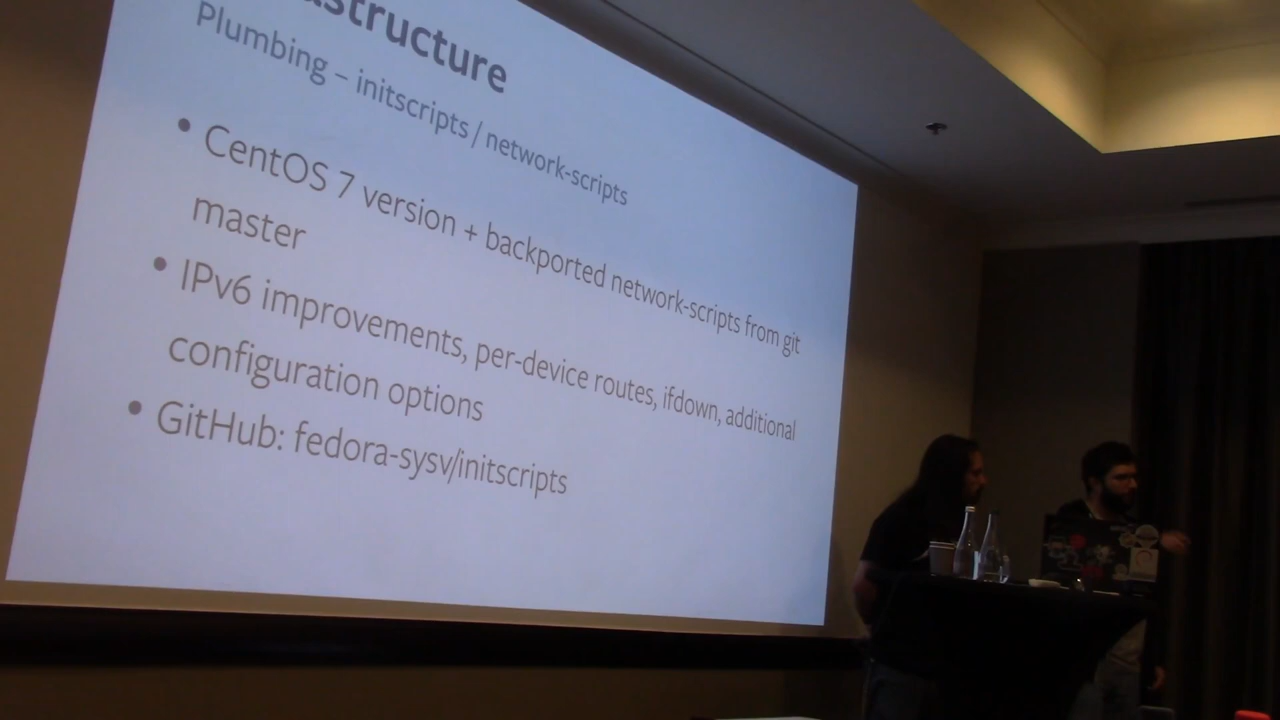 astructure
Plumbing – initscripts / network-scripts
• CentOS 7 version + backported network-scripts from git
master
• IPv6 improvements, per-device routes, ifdown, additional
configuration options
• GitHub: fedora-sysv/initscripts